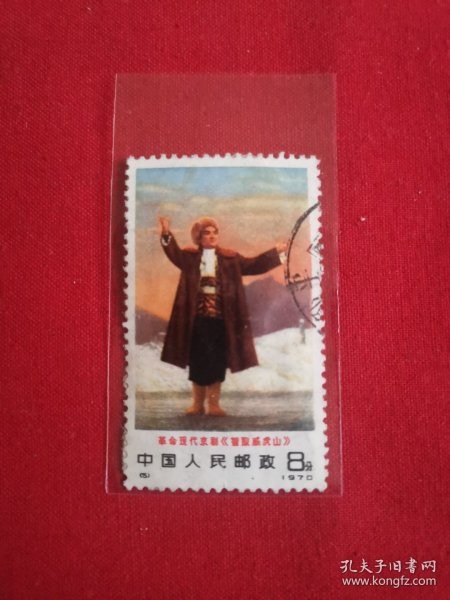 革命现代京剧《智取威虎山》
中国人民邮政 8分
(5) 1970
孔夫子旧书网
www.kongfz.com